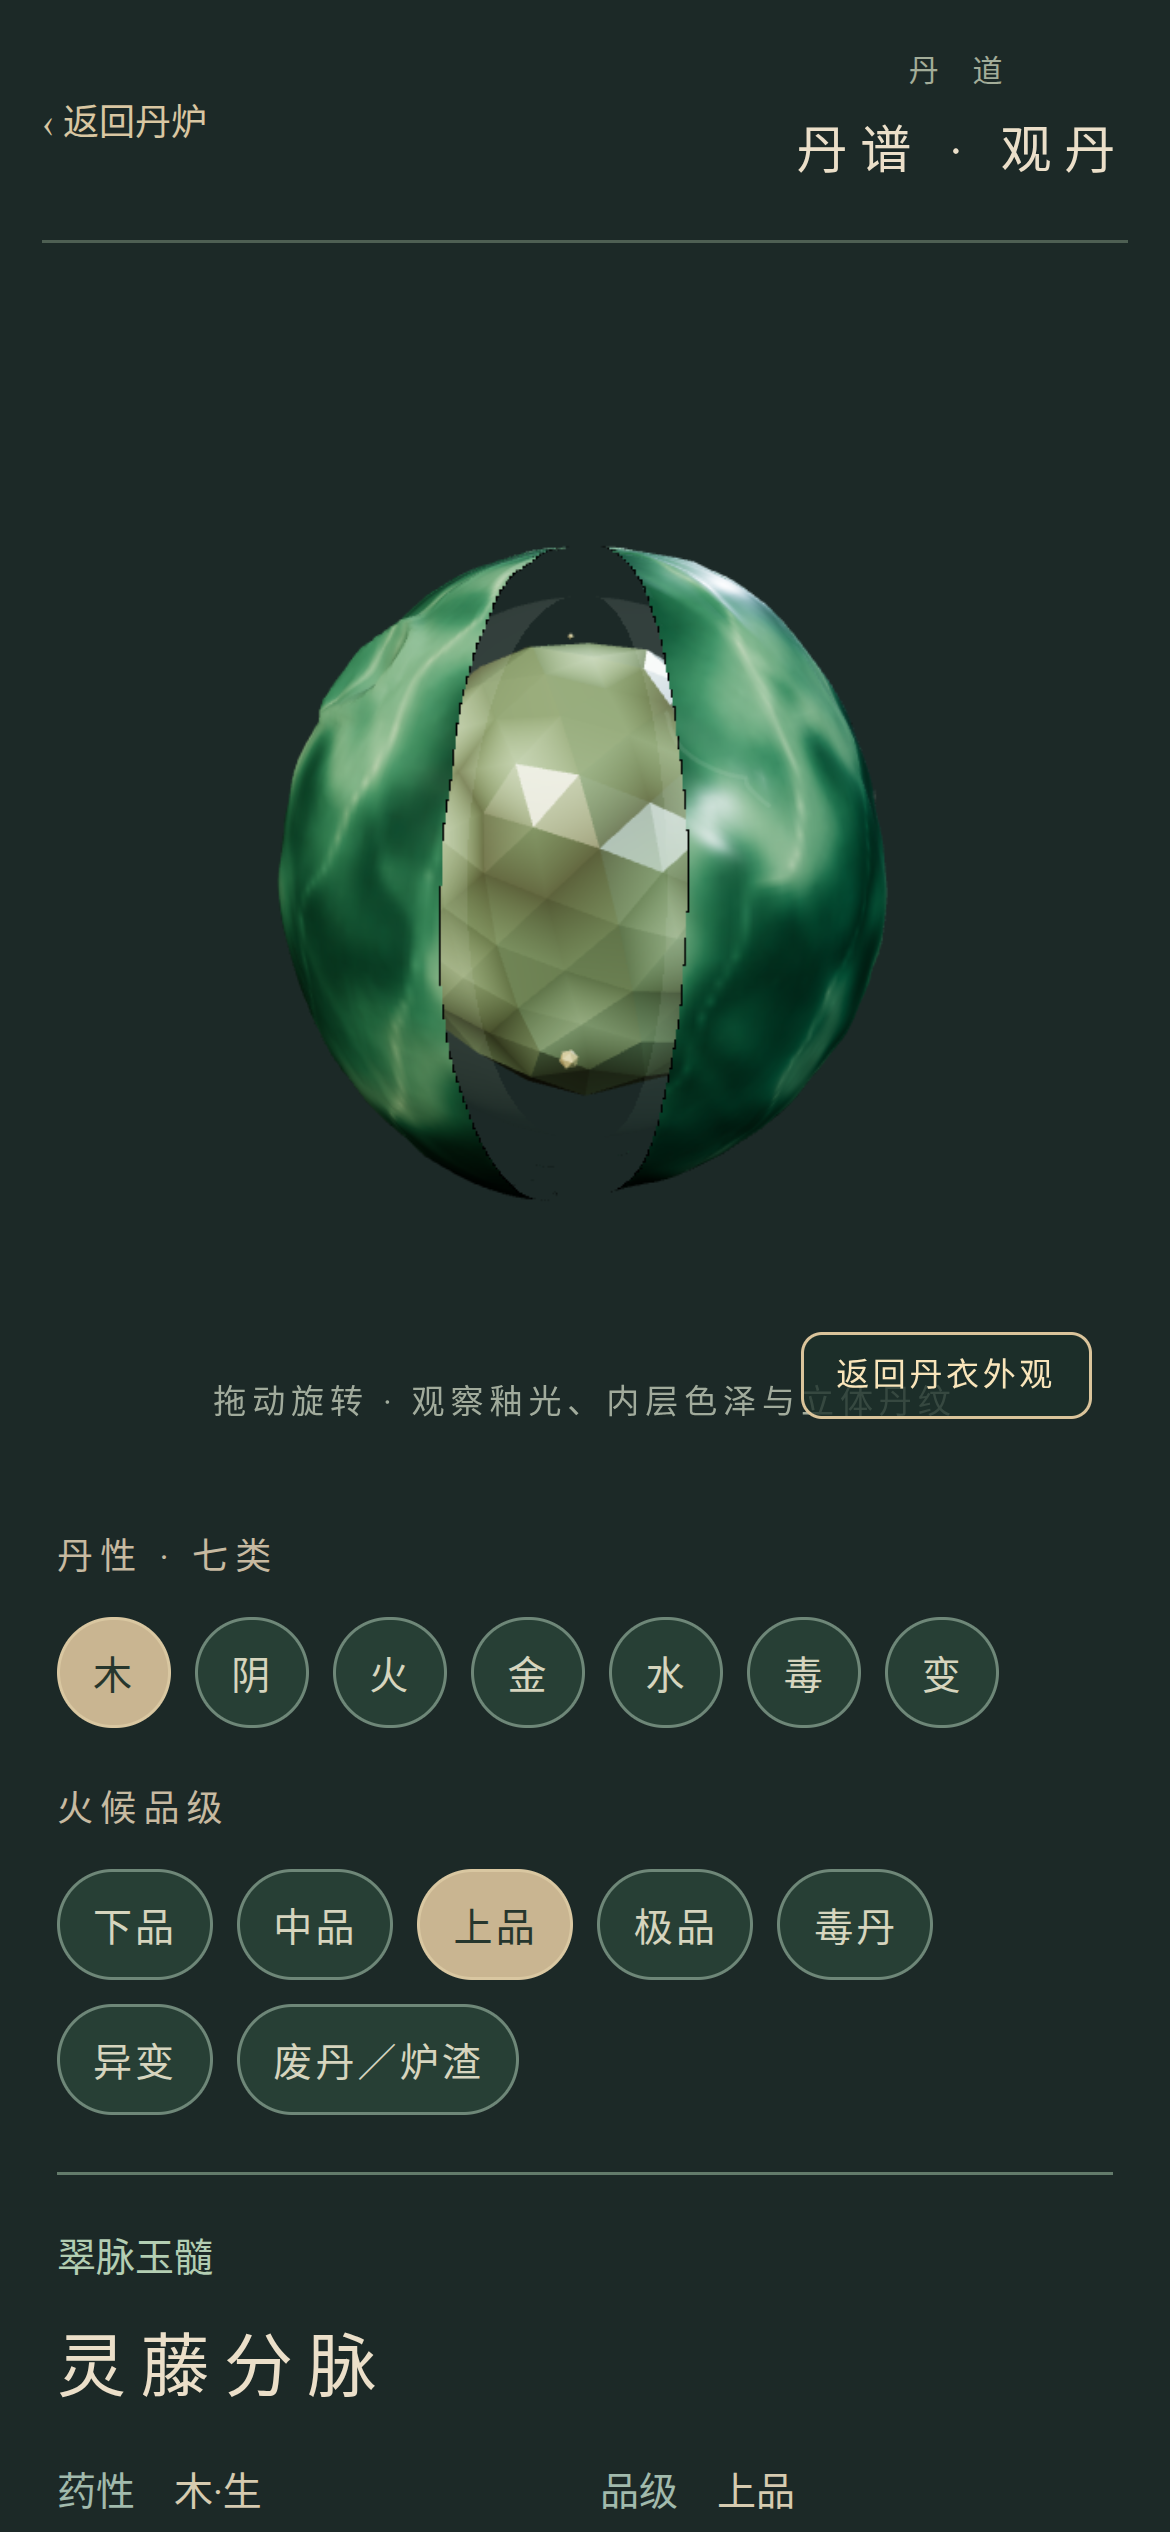 丹道
‹ 返回丹炉
丹谱 · 观丹
返回丹衣外观
拖动旋转 · 观察釉光、内层色泽与立体丹纹
丹性 · 七类
木 阴 火 金 水 毒 变
火候品级
下品 中品 上品 极品 毒丹
异变 废丹／炉渣
翠脉玉髓
灵藤分脉
药性 木·生 品级 上品